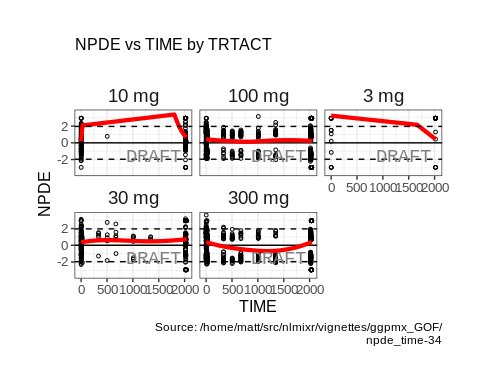 NPDE vs TIME by TRTACT
10 mg
100 mg
3 mg
2
0
-2
DRAFT
DRAFT
DRAFT
0 500 1000 1500 2000
30 mg
300 mg
2
0
-2
DRAFT
DRAFT
0 500 1000 1500 2000
0 500 1000 1500 2000
NPDE
TIME
Source: /home/matt/src/nlmixr/vignettes/ggpmx_GOF/
npde_time-34